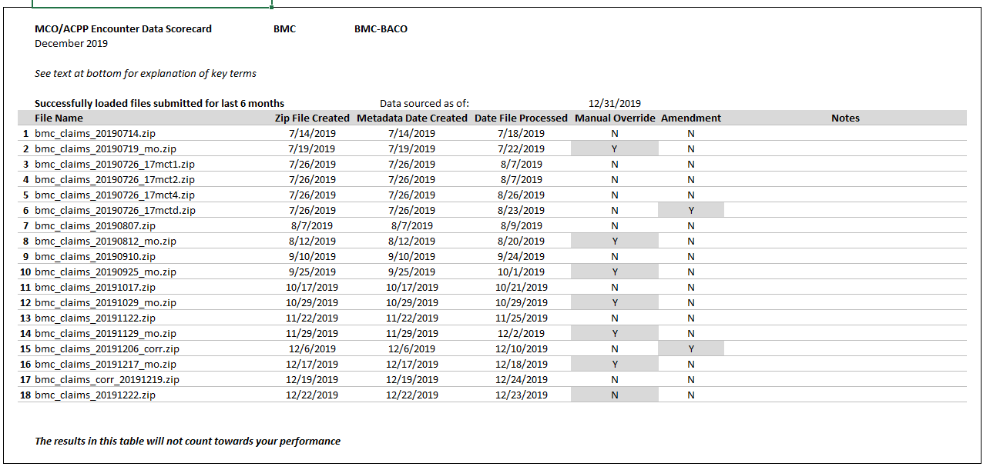 MCO/ACPP Encounter Data Scorecard BMC BMC-BACO
December 2019
See text at bottom for explanation of key terms
Successfully loaded files submitted for last 6 months Data sourced as of: 12/31/2019
File Name Zip File Created Metadata Date Created Date File Processed Manual Override Amendment Notes
1 bmc_claims_20190714.zip 7/14/2019 7/14/2019 7/18/2019 N N
2 bmc_claims_20190719_mo.zip 7/19/2019 7/19/2019 7/22/2019 Y N
3 bmc_claims_20190726_17mct1.zip 7/26/2019 7/26/2019 8/7/2019 N N
4 bmc_claims_20190726_17mct2.zip 7/26/2019 7/26/2019 8/7/2019 N N
5 bmc_claims_20190726_17mct4.zip 7/26/2019 7/26/2019 8/26/2019 N N
6 bmc_claims_20190726_17mctd.zip 7/26/2019 7/26/2019 8/23/2019 N Y
7 bmc_claims_20190807.zip 8/7/2019 8/7/2019 8/9/2019 N N
8 bmc_claims_20190812_mo.zip 8/12/2019 8/12/2019 8/20/2019 Y N
9 bmc_claims_20190910.zip 9/10/2019 9/10/2019 9/24/2019 N N
10 bmc_claims_20190925_mo.zip 9/25/2019 9/25/2019 10/1/2019 Y N
11 bmc_claims_20191017.zip 10/17/2019 10/17/2019 10/21/2019 N N
12 bmc_claims_20191029_mo.zip 10/29/2019 10/29/2019 10/29/2019 Y N
13 bmc_claims_20191122.zip 11/22/2019 11/22/2019 11/25/2019 N N
14 bmc_claims_20191129_mo.zip 11/29/2019 11/29/2019 12/2/2019 Y N
15 bmc_claims_20191206_corr.zip 12/6/2019 12/6/2019 12/10/2019 N Y
16 bmc_claims_20191217_mo.zip 12/17/2019 12/17/2019 12/18/2019 Y N
17 bmc_claims_corr_20191219.zip 12/19/2019 12/19/2019 12/24/2019 N N
18 bmc_claims_20191222.zip 12/22/2019 12/22/2019 12/23/2019 N N
The results in this table will not count towards your performance